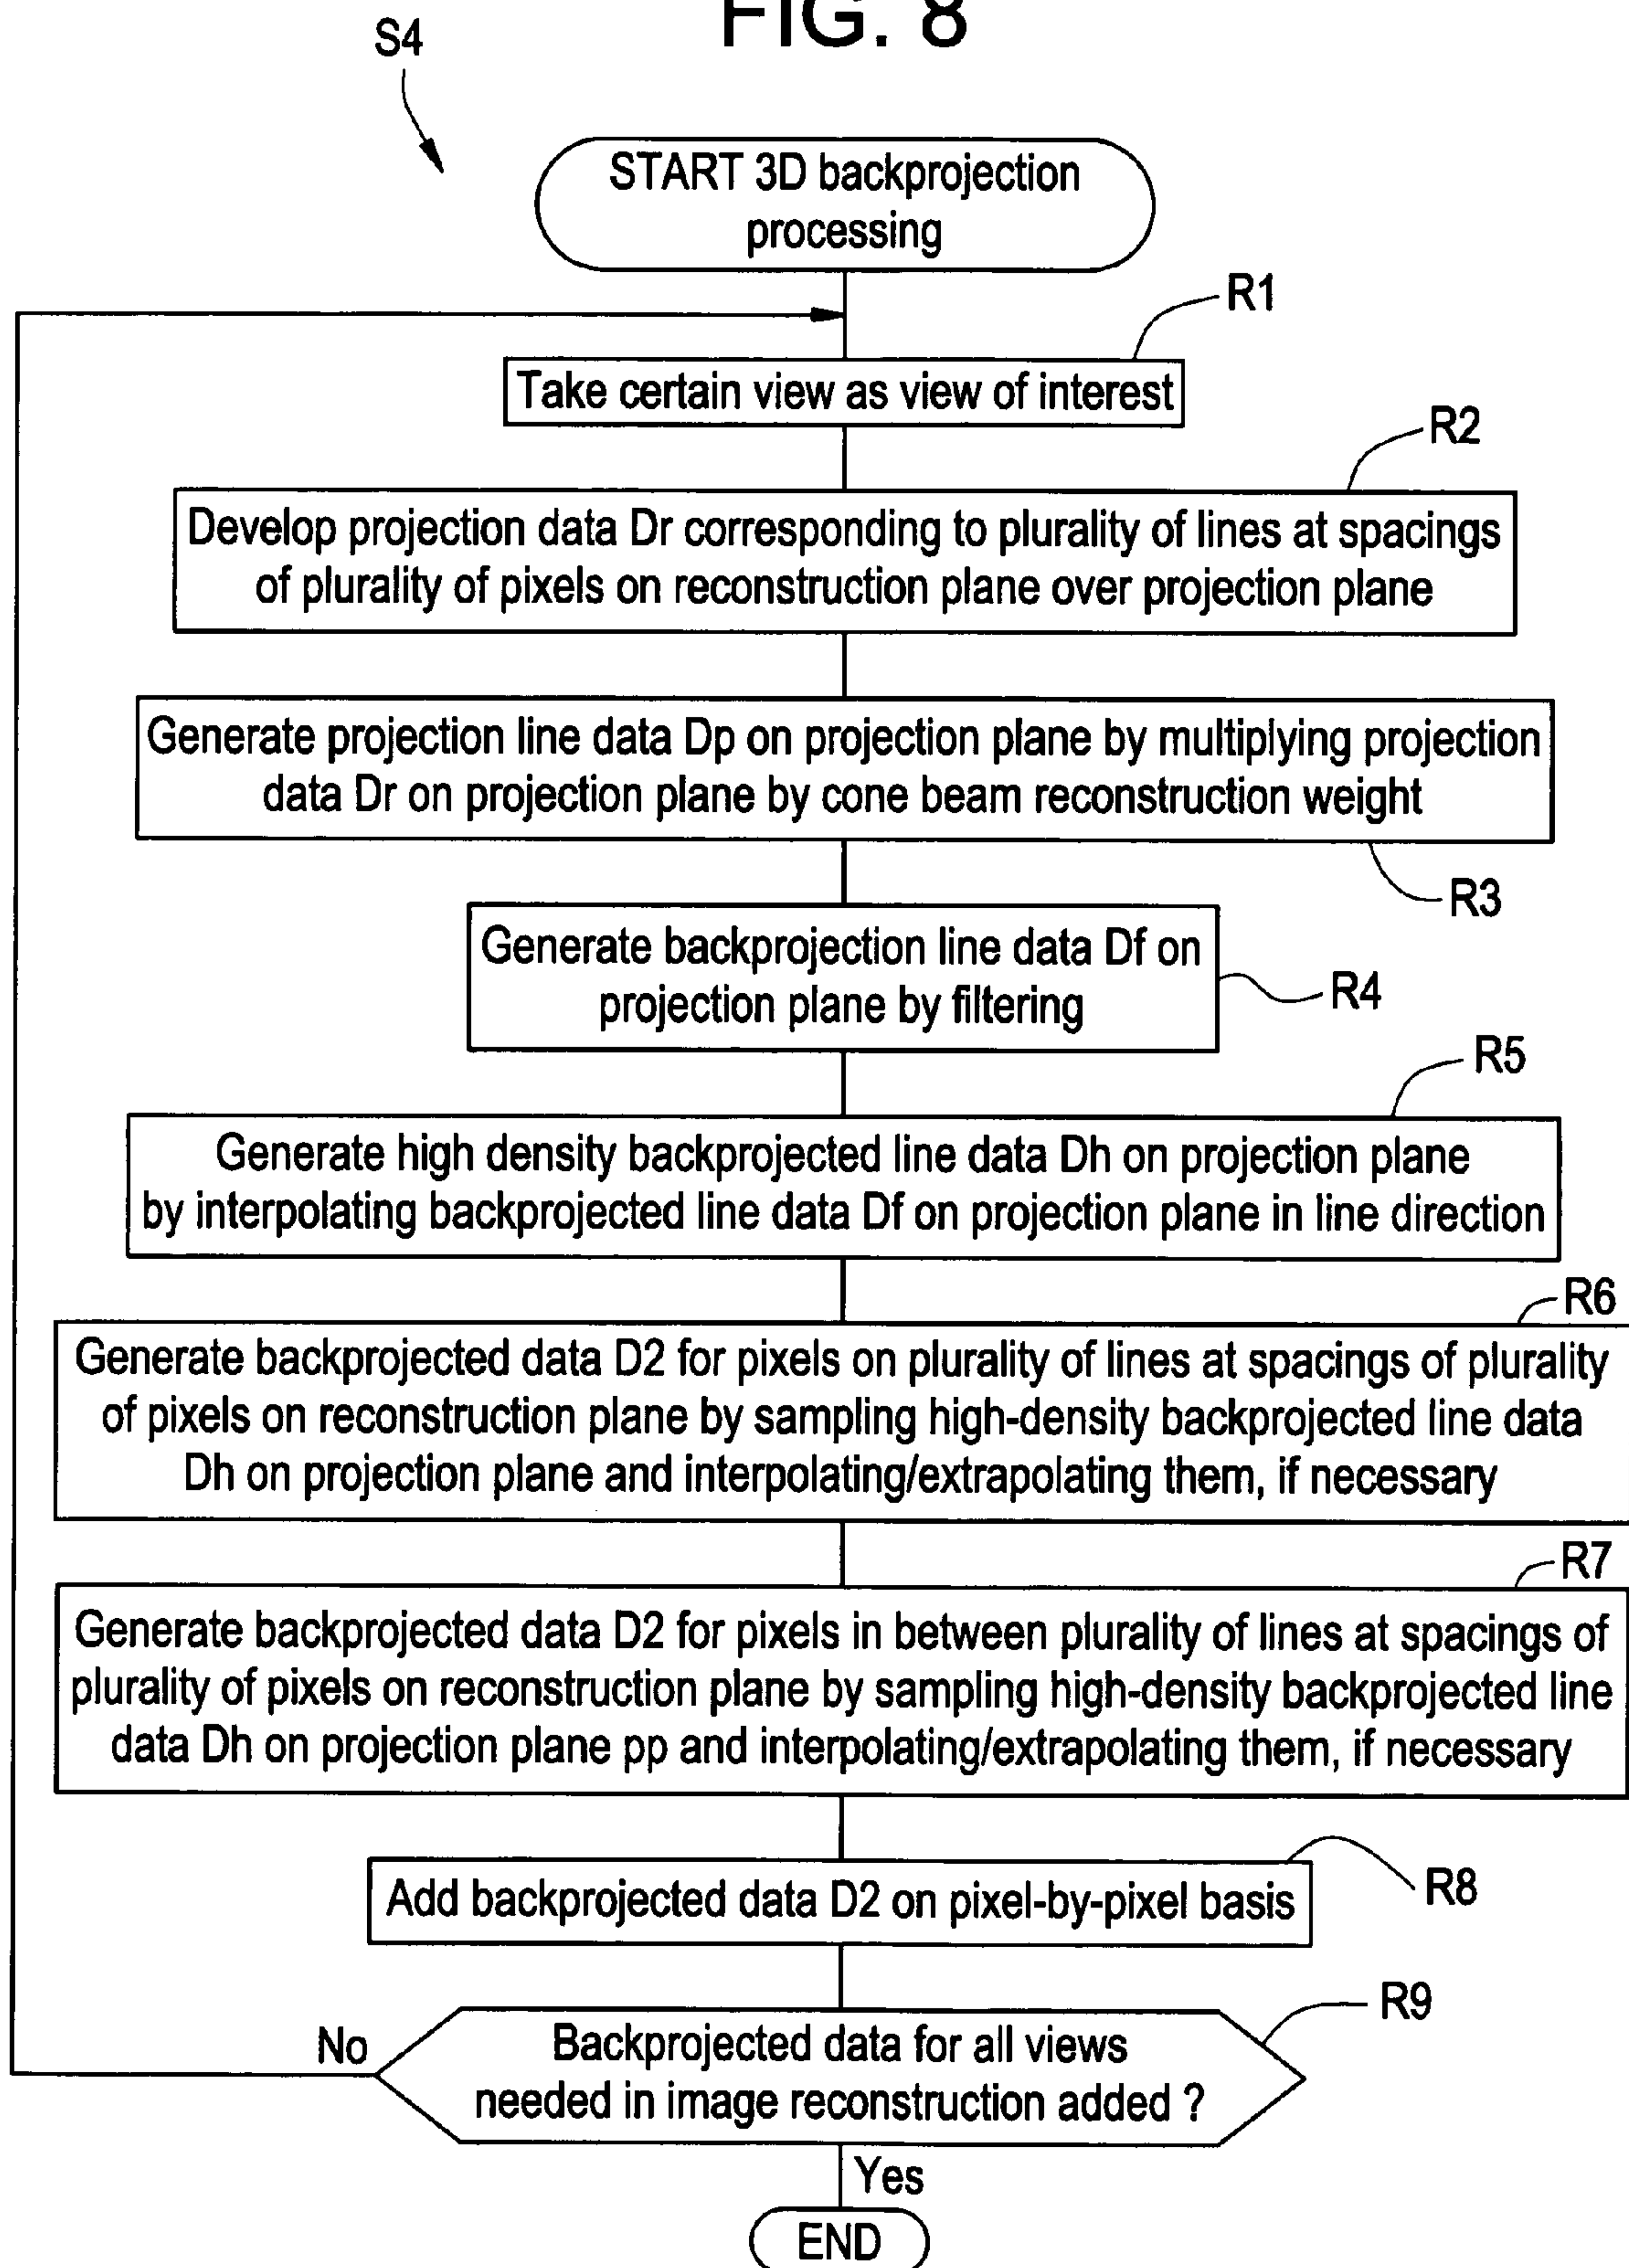 FIG. 8
S4
START 3D backprojection
processing
R1
Take certain view as view of interest
R2
Develop projection data Dr corresponding to plurality of lines at spacings
of plurality of pixels on reconstruction plane over projection plane
Generate projection line data Dp on projection plane by multiplying projection
data Dr on projection plane by cone beam reconstruction weight
R3
Generate backprojection line data Df on
projection plane by filtering
R4
R5
Generate high density backprojected line data Dh on projection plane
by interpolating backprojected line data Df on projection plane in line direction
R6
Generate backprojected data D2 for pixels on plurality of lines at spacings of plurality
of pixels on reconstruction plane by sampling high-density backprojected line data
Dh on projection plane and interpolating/extrapolating them, if necessary
R7
Generate backprojected data D2 for pixels in between plurality of lines at spacings of
plurality of pixels on reconstruction plane by sampling high-density backprojected line
data Dh on projection plane pp and interpolating/extrapolating them, if necessary
Add backprojected data D2 on pixel-by-pixel basis
R8
R9
No
Backprojected data for all views
needed in image reconstruction added ?
Yes
END